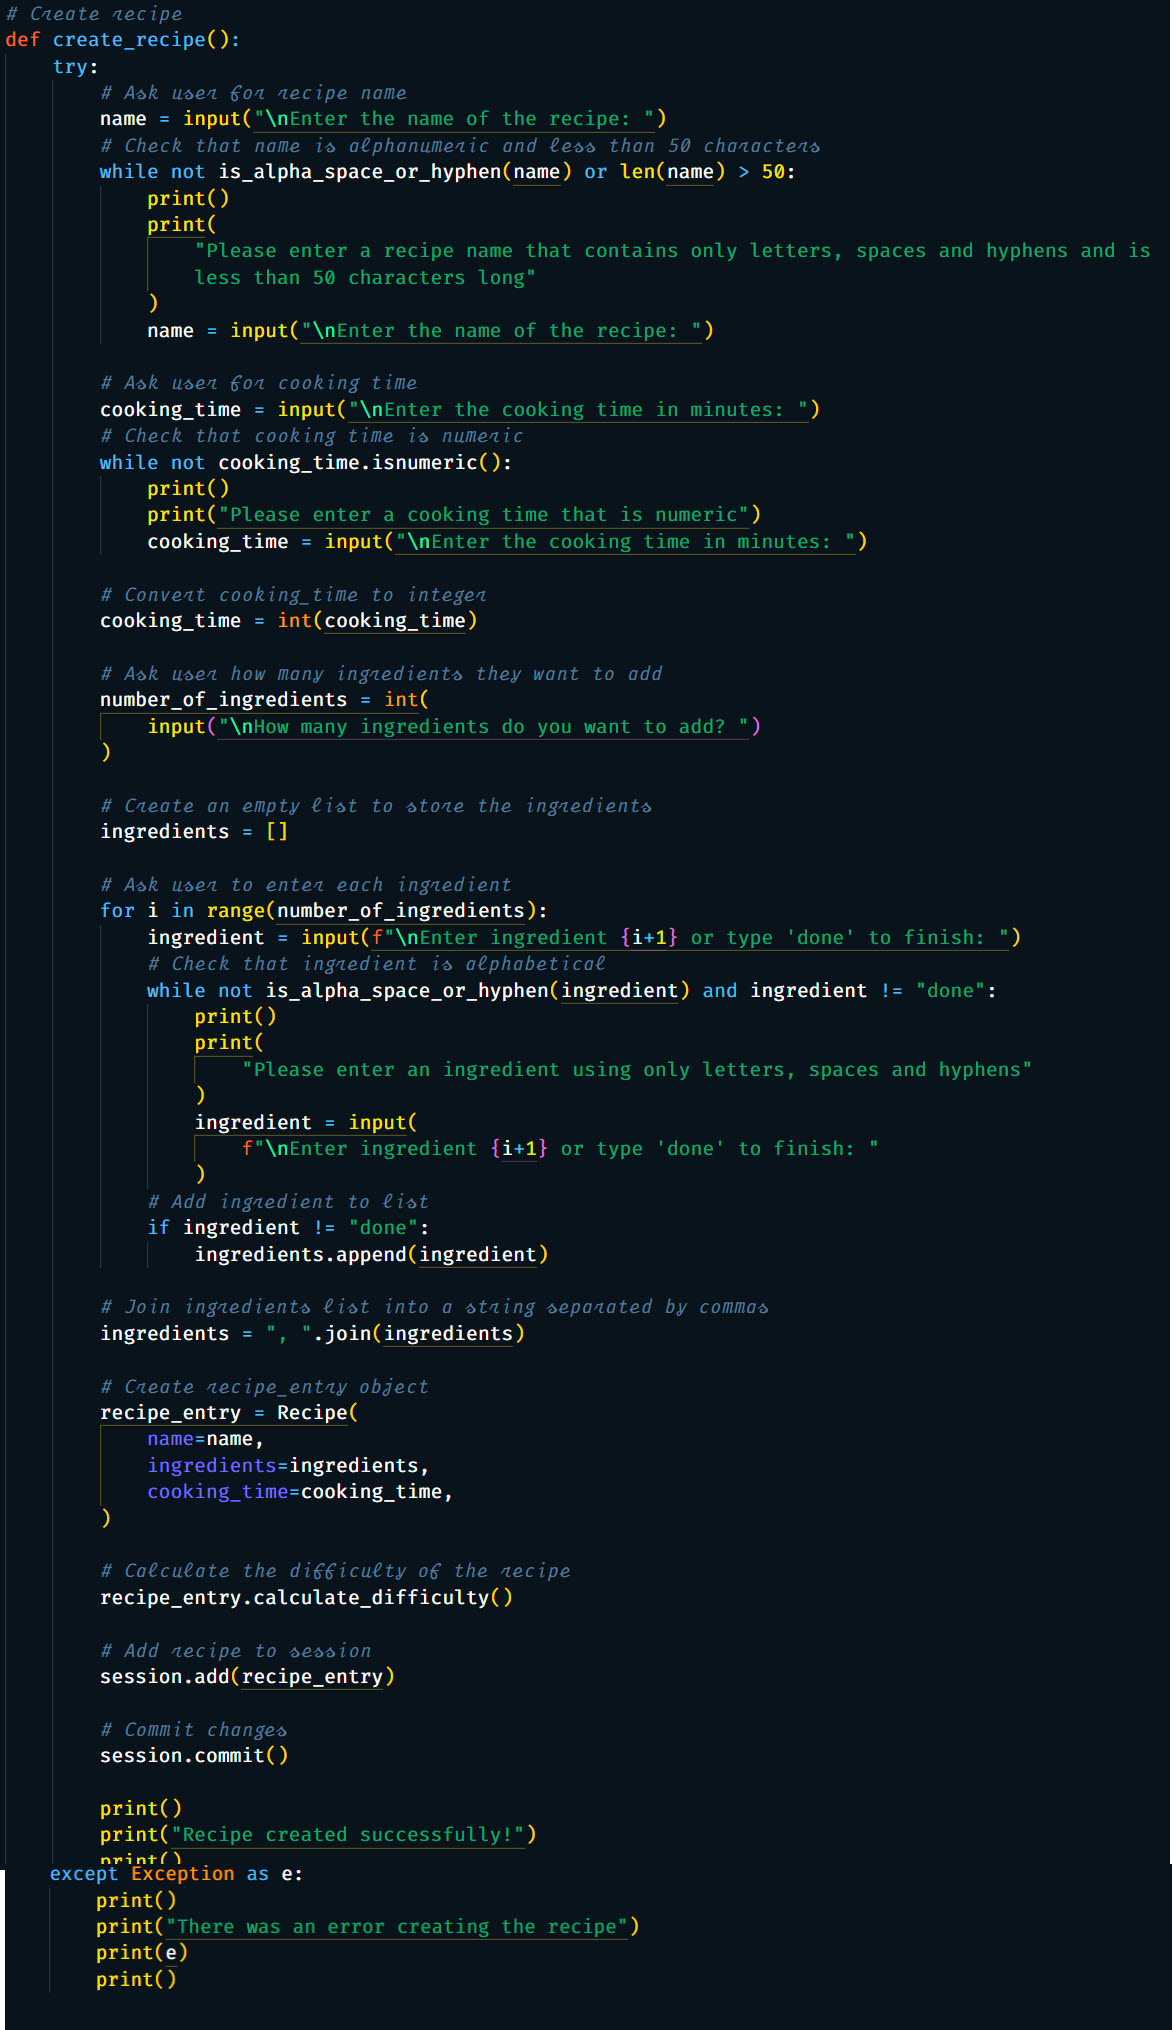 # Create recipe
def create_recipe():
    try:
        # Ask user for recipe name
        name = input("\nEnter the name of the recipe: ")
        # Check that name is alphanumeric and less than 50 characters
        while not is_alpha_space_or_hyphen(name) or len(name) > 50:
            print()
            print(
                "Please enter a recipe name that contains only letters, spaces and hyphens and is
                less than 50 characters long"
            )
            name = input("\nEnter the name of the recipe: ")

        # Ask user for cooking time
        cooking_time = input("\nEnter the cooking time in minutes: ")
        # Check that cooking time is numeric
        while not cooking_time.isnumeric():
            print()
            print("Please enter a cooking time that is numeric")
            cooking_time = input("\nEnter the cooking time in minutes: ")

        # Convert cooking_time to integer
        cooking_time = int(cooking_time)

        # Ask user how many ingredients they want to add
        number_of_ingredients = int(
            input("\nHow many ingredients do you want to add? ")
        )

        # Create an empty list to store the ingredients
        ingredients = []

        # Ask user to enter each ingredient
        for i in range(number_of_ingredients):
            ingredient = input(f"\nEnter ingredient {i+1} or type 'done' to finish: ")
            # Check that ingredient is alphabetical
            while not is_alpha_space_or_hyphen(ingredient) and ingredient != "done":
                print()
                print(
                    "Please enter an ingredient using only letters, spaces and hyphens"
                )
                ingredient = input(
                    f"\nEnter ingredient {i+1} or type 'done' to finish: "
                )
            # Add ingredient to list
            if ingredient != "done":
                ingredients.append(ingredient)

        # Join ingredients list into a string separated by commas
        ingredients = ", ".join(ingredients)

        # Create recipe_entry object
        recipe_entry = Recipe(
            name=name,
            ingredients=ingredients,
            cooking_time=cooking_time,
        )

        # Calculate the difficulty of the recipe
        recipe_entry.calculate_difficulty()

        # Add recipe to session
        session.add(recipe_entry)

        # Commit changes
        session.commit()

        print()
        print("Recipe created successfully!")
        print()
    except Exception as e:
        print()
        print("There was an error creating the recipe")
        print(e)
        print()